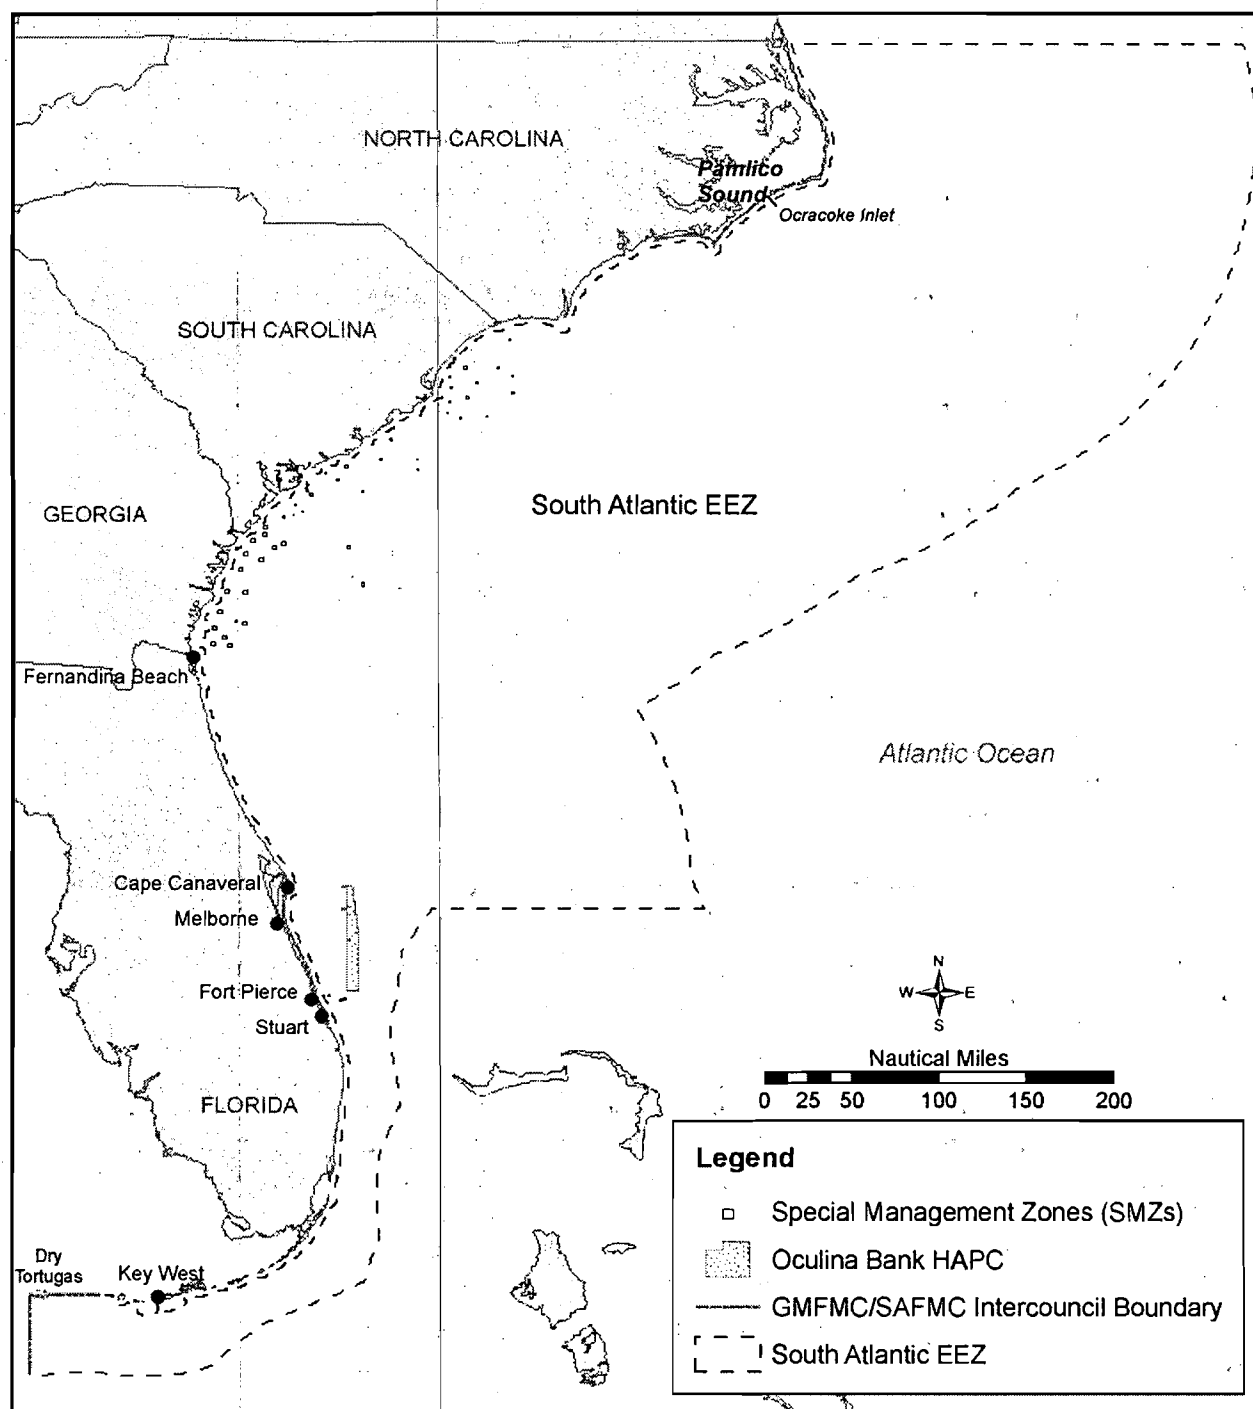 NORTH CAROLINA
Pamlico
Sound
Ocracoke Inlet
SOUTH CAROLINA
South Atlantic EEZ
GEORGIA
Fernandina Beach
Atlantic Ocean
Cape Canaveral
Melborne
Fort Pierce
Stuart
N
W E
S
Nautical Miles
0 25 50 100 150 200
FLORIDA
Dry
Tortugas
Key West
Legend
Special Management Zones (SMZs)
Oculina Bank HAPC
GMFMC/SAFMC Intercouncil Boundary
South Atlantic EEZ